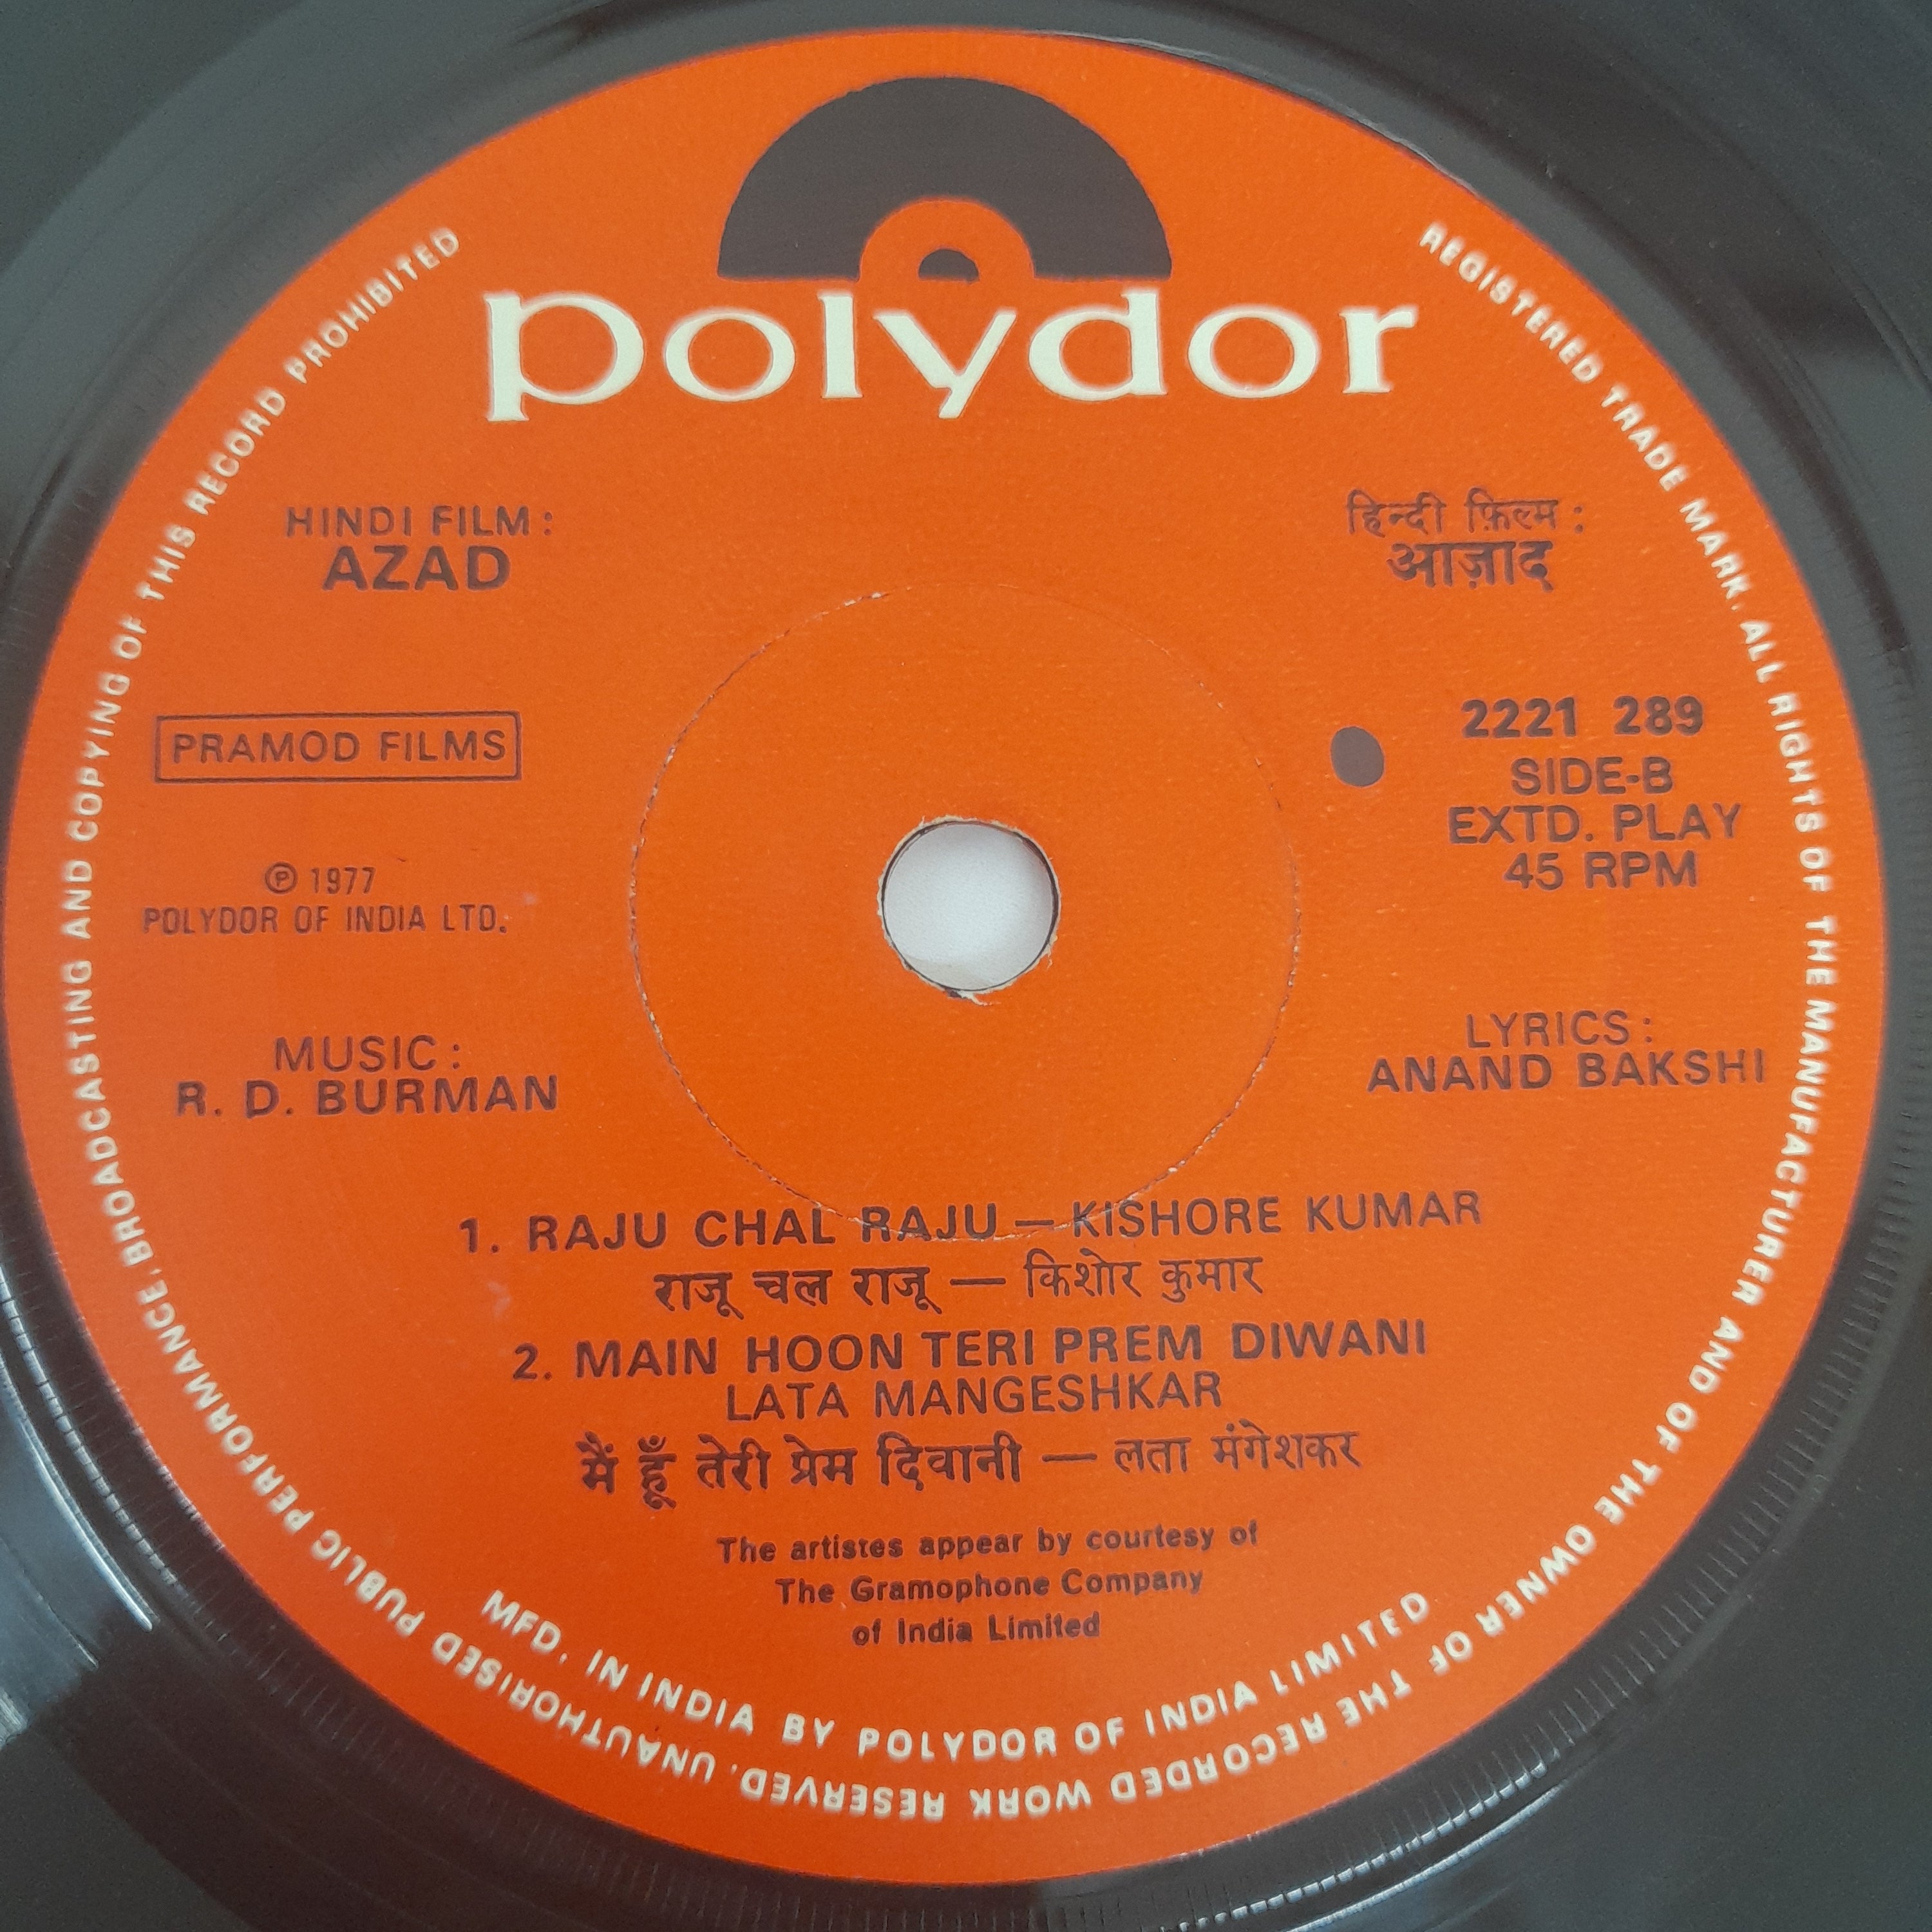 polydor
HINDI FILM :
AZAD
हिन्दी फ़िल्म :
आज़ाद
PRAMOD FILMS
℗ 1977
POLYDOR OF INDIA LTD.
2221 289
SIDE-B
EXTD. PLAY
45 RPM
MUSIC :
R. D. BURMAN
LYRICS :
ANAND BAKSHI
1. RAJU CHAL RAJU — KISHORE KUMAR
राजू चल राजू — किशोर कुमार
2. MAIN HOON TERI PREM DIWANI
LATA MANGESHKAR
मैं हूँ तेरी प्रेम दिवानी — लता मंगेशकर
The artistes appear by courtesy of
The Gramophone Company
of India Limited
MFD. IN INDIA BY POLYDOR OF INDIA LIMITED
REGISTERED TRADE MARK. ALL RIGHTS OF THE MANUFACTURER AND OF THE OWNER OF THE RECORDED WORK RESERVED. UNAUTHORISED PUBLIC PERFORMANCE, BROADCASTING AND COPYING OF THIS RECORD PROHIBITED